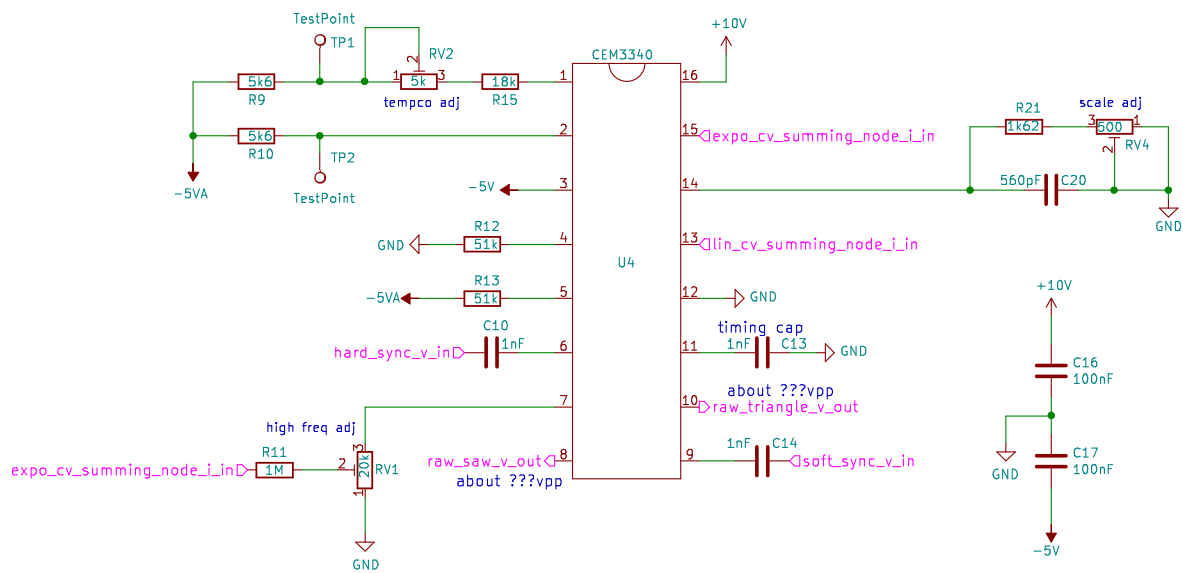 TestPoint
TP1
+10V
CEM3340
RV2
2
1
5k
3
18k
R15
tempco adj
5k6
R9
1
16
5k6
R10
TP2
TestPoint
-5VA
2
15
expo_cv_summing_node_i_in
R21
1k62
scale adj
3
500
1
RV4
2
-5V
3
14
560pF
C20
GND
GND
R12
51k
4
13
lin_cv_summing_node_i_in
U4
-5VA
R13
51k
5
12
GND
+10V
hard_sync_v_in
C10
1nF
6
11
timing cap
1nF
C13
GND
C16
100nF
7
10
about ???vpp
raw_triangle_v_out
high freq adj
expo_cv_summing_node_i_in
R11
1M
2
3
20k
1
RV1
GND
raw_saw_v_out
8
about ???vpp
9
1nF
C14
soft_sync_v_in
GND
C17
100nF
-5V